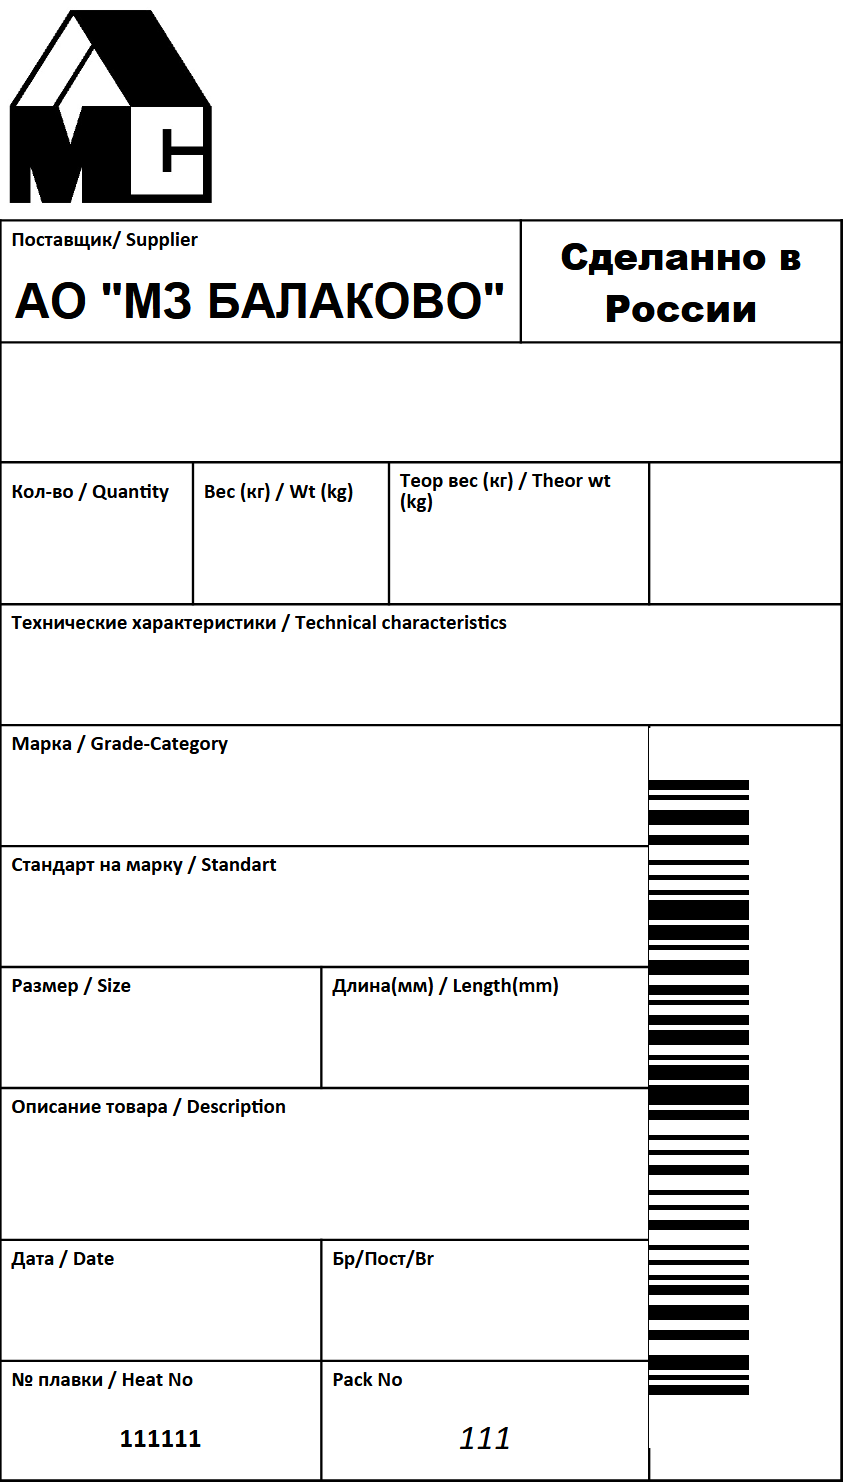 МС
Поставщик/ Supplier
АО "МЗ БАЛАКОВО"
Сделанно в
России
Кол-во / Quantity
Вес (кг) / Wt (kg)
Теор вес (кг) / Theor wt
(kg)
Технические характеристики / Technical characteristics
Марка / Grade-Category
Стандарт на марку / Standart
Размер / Size
Длина(мм) / Length(mm)
Описание товара / Description
Дата / Date
Бр/Пост/Br
№ плавки / Heat No
111111
Pack No
111